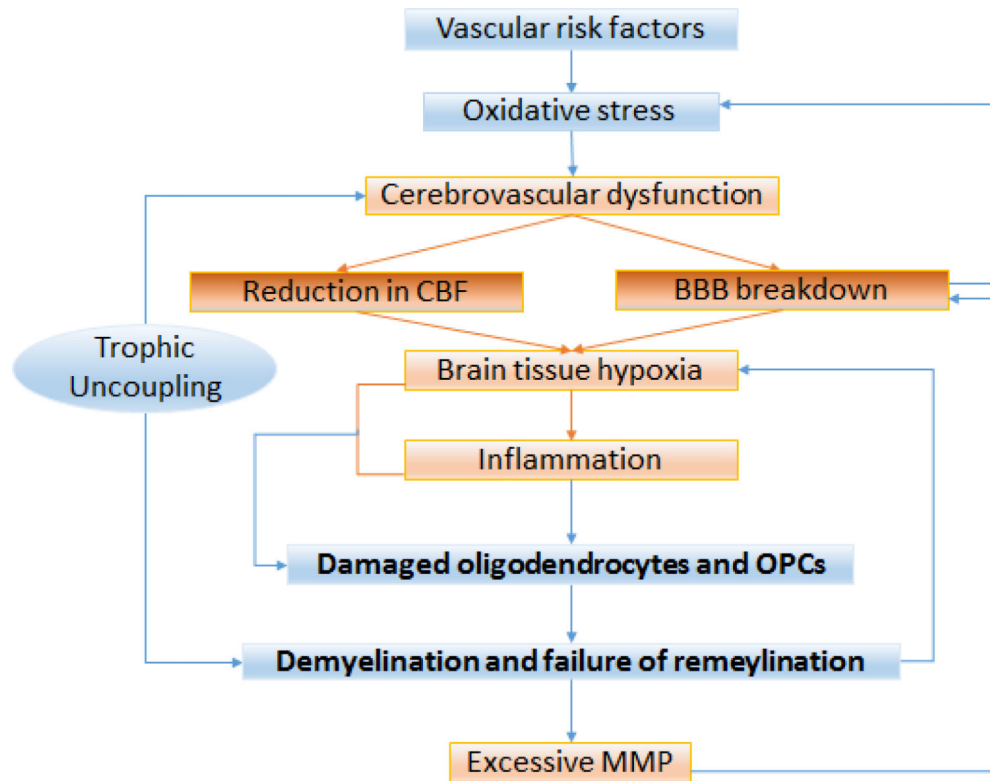 Vascular risk factors
Oxidative stress
Cerebrovascular dysfunction
Reduction in CBF
BBB breakdown
Trophic
Uncoupling
Brain tissue hypoxia
Inflammation
Damaged oligodendrocytes and OPCs
Demyelination and failure of remeylination
Excessive MMP